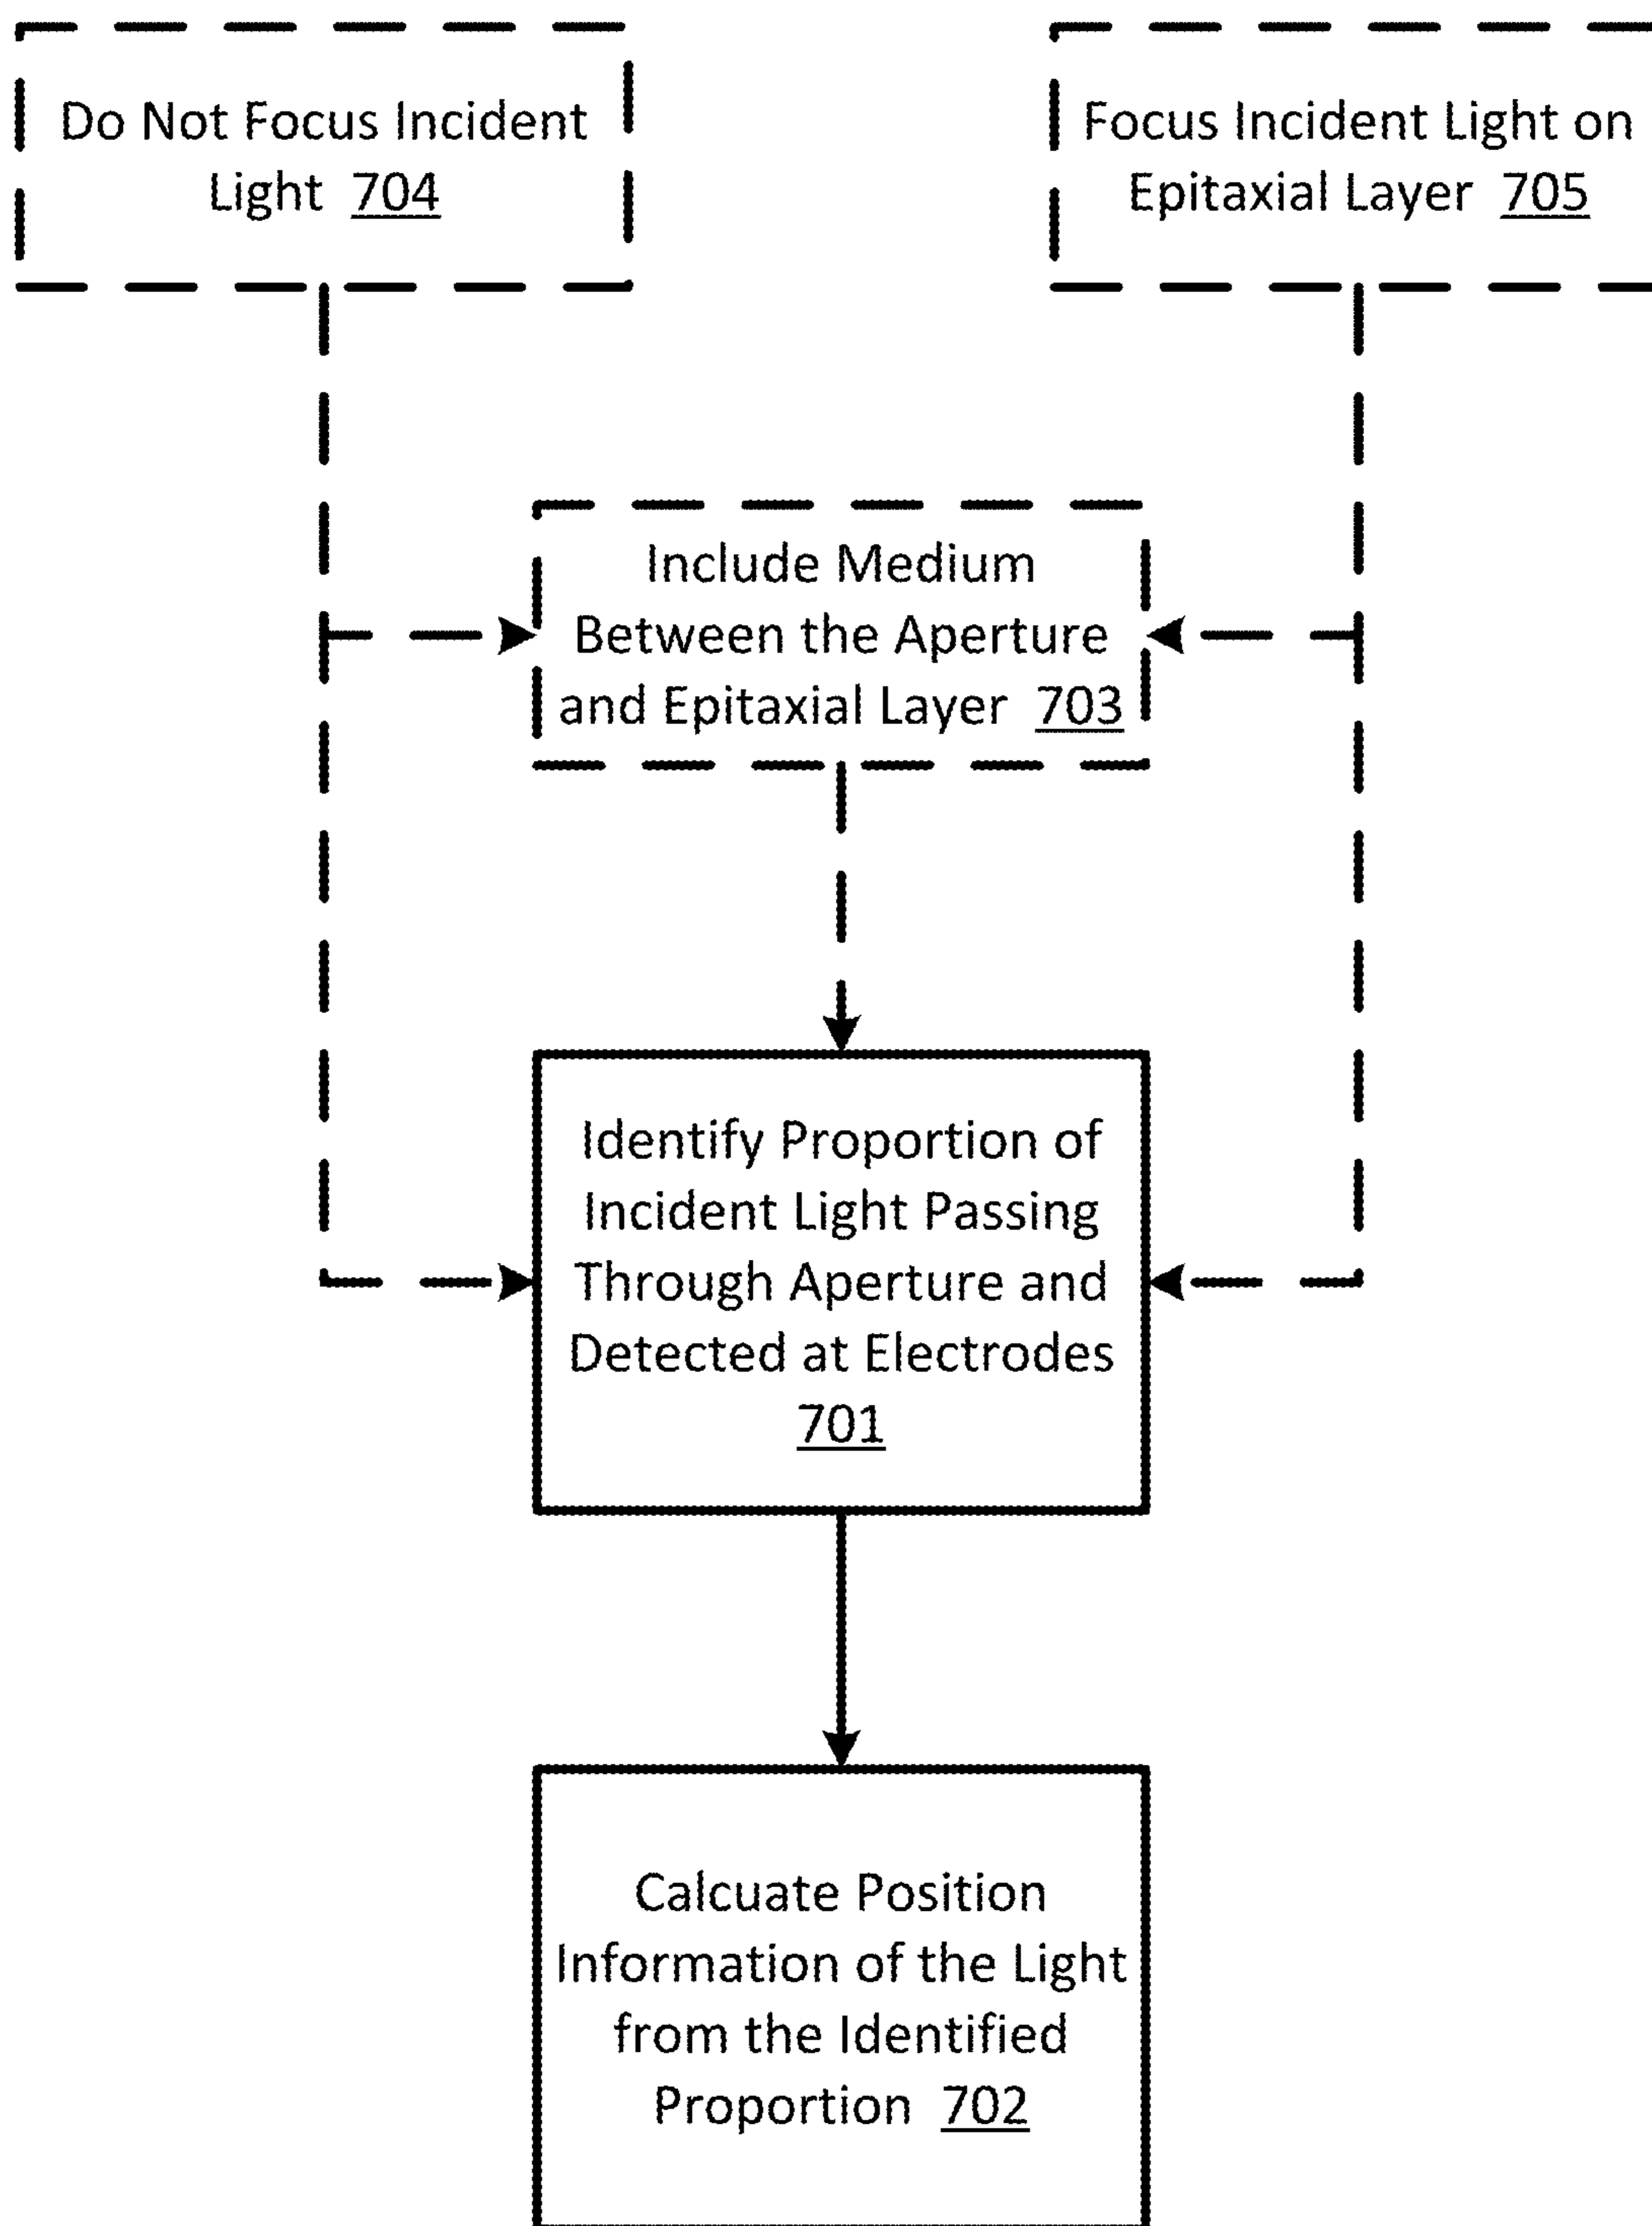 Do Not Focus Incident
Light 704
Focus Incident Light on
Epitaxial Layer 705
Include Medium
Between the Aperture
and Epitaxial Layer 703
Identify Proportion of
Incident Light Passing
Through Aperture and
Detected at Electrodes
701
Calcuate Position
Information of the Light
from the Identified
Proportion 702